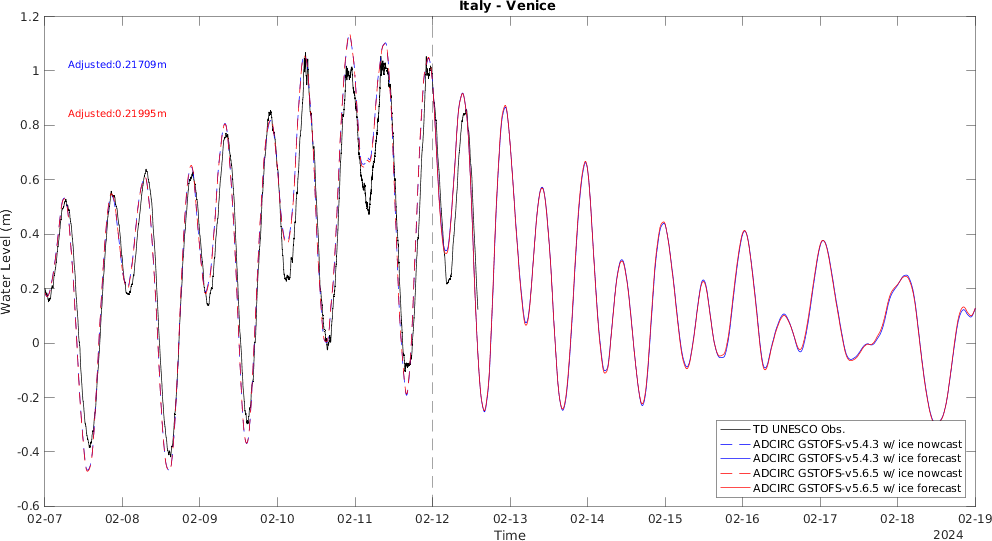 Italy - Venice
1.2
1
0.8
0.6
0.4
0.2
0
-0.2
-0.4
-0.6
Water Level (m)
Adjusted:0.21709m
Adjusted:0.21995m
TD UNESCO Obs.
ADCIRC GSTOFS-v5.4.3 w/ ice nowcast
ADCIRC GSTOFS-v5.4.3 w/ ice forecast
ADCIRC GSTOFS-v5.6.5 w/ ice nowcast
ADCIRC GSTOFS-v5.6.5 w/ ice forecast
02-07 02-08 02-09 02-10 02-11 02-12 02-13 02-14 02-15 02-16 02-17 02-18 02-19
Time
2024